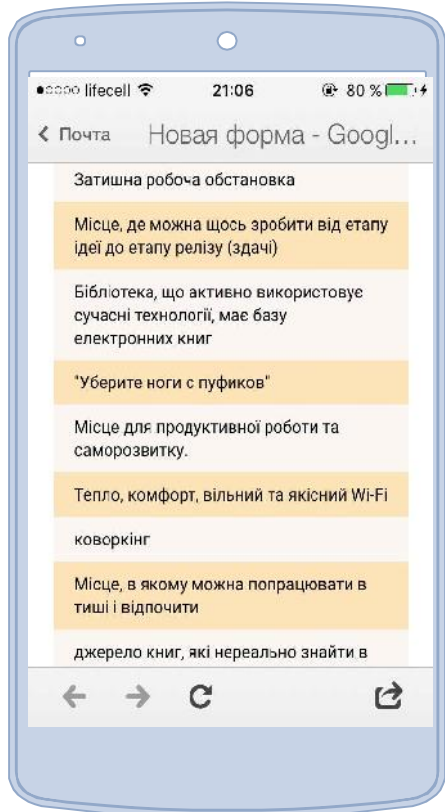 lifecell 21:06 80 %
Почта Новая форма - Googl...
Затишна робоча обстановка
Місце, де можна щось зробити від етапу
ідеї до етапу релізу (здачі)
Бібліотека, що активно використовує
сучасні технології, має базу
електронних книг
"Уберите ноги с пуфиков"
Місце для продуктивної роботи та
саморозвитку.
Тепло, комфорт, вільний та якісний Wi-Fi
коворкінг
Місце, в якому можна попрацювати в
тиші і відпочити
джерело книг, які нереально знайти в